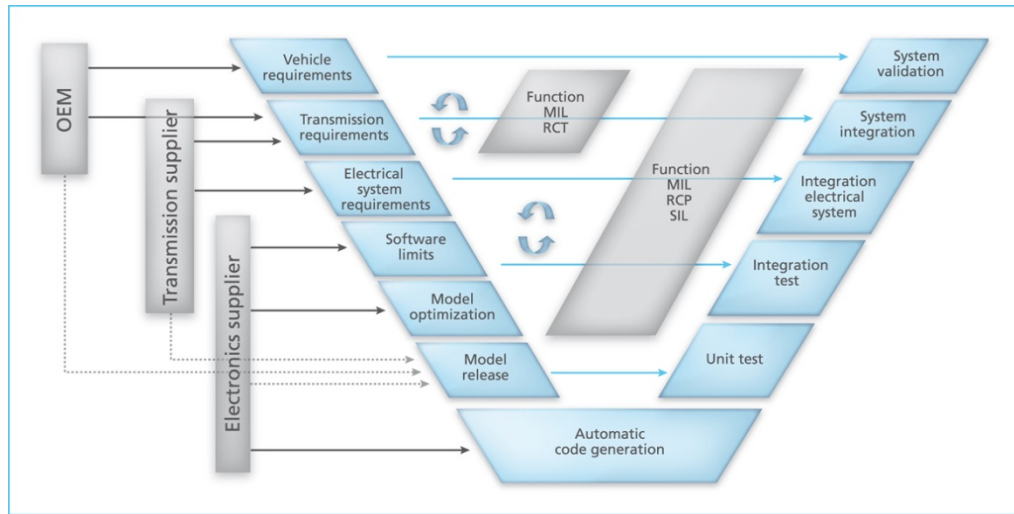 OEM
Transmission supplier
Electronics supplier
Vehicle
requirements
Transmission
requirements
Electrical
system
requirements
Software
limits
Model
optimization
Model
release
Automatic
code generation
Function
MIL
RCT
Function
MIL
RCP
SIL
System
validation
System
integration
Integration
electrical
system
Integration
test
Unit test